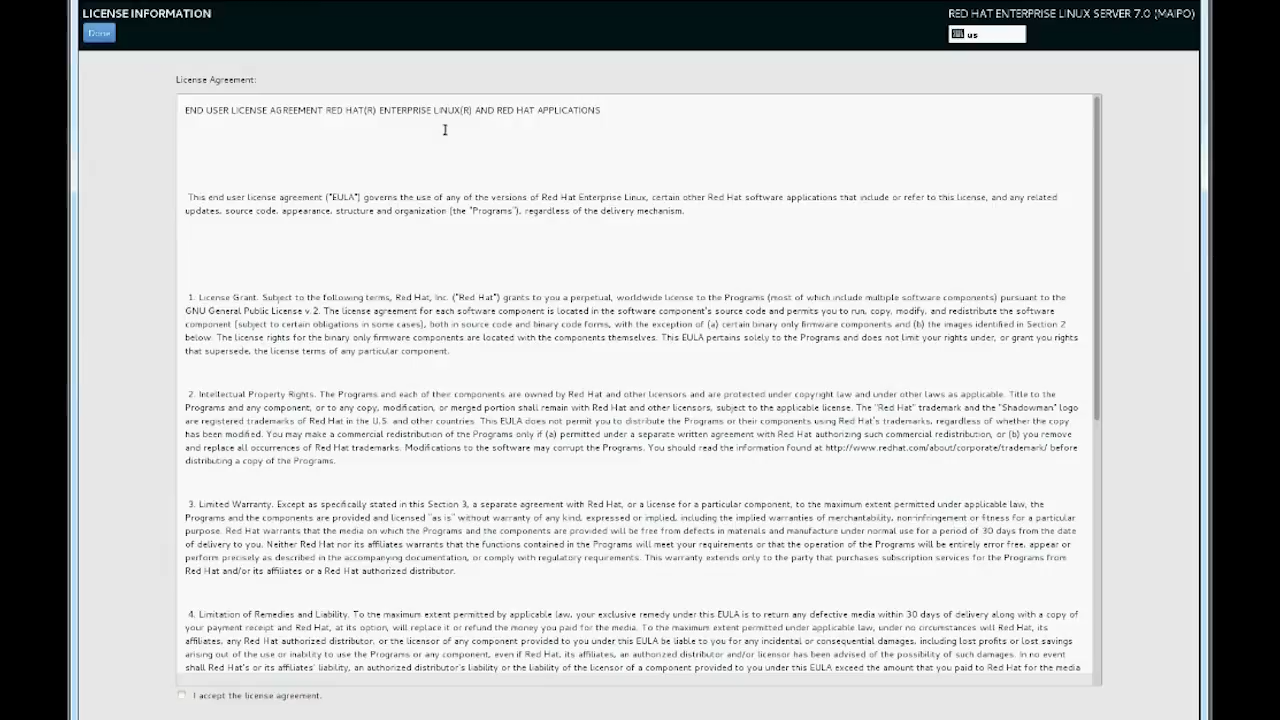 LICENSE INFORMATION
RED HAT ENTERPRISE LINUX SERVER 7.0 (MAIPO)
Done
us
License Agreement:
END USER LICENSE AGREEMENT RED HAT(R) ENTERPRISE LINUX(R) AND RED HAT APPLICATIONS
This end user license agreement ("EULA") governs the use of any of the versions of Red Hat Enterprise Linux, certain other Red Hat software applications that include or refer to this license, and any related
updates, source code, appearance, structure and organization (the "Programs"), regardless of the delivery mechanism.
1. License Grant. Subject to the following terms, Red Hat, Inc. ("Red Hat") grants to you a perpetual, worldwide license to the Programs (most of which include multiple software components) pursuant to the
GNU General Public License v.2. The license agreement for each software component is located in the software component's source code and permits you to run, copy, modify, and redistribute the software
component (subject to certain obligations in some cases), both in source code and binary code forms, with the exception of (a) certain binary only firmware components and (b) the images identified in Section 2
below. The license rights for the binary only firmware components are located with the components themselves. This EULA pertains solely to the Programs and does not limit your rights under, or grant you rights
that supersede, the license terms of any particular component.
2. Intellectual Property Rights. The Programs and each of their components are owned by Red Hat and other licensors and are protected under copyright law and under other laws as applicable. Title to the
Programs and any component, or to any copy, modification, or merged portion shall remain with Red Hat and other licensors, subject to the applicable license. The "Red Hat" trademark and the "Shadowman" logo
are registered trademarks of Red Hat in the U.S. and other countries. This EULA does not permit you to distribute the Programs or their components using Red Hat's trademarks, regardless of whether the copy
has been modified. You may make a commercial redistribution of the Programs only if (a) permitted under a separate written agreement with Red Hat authorizing such commercial redistribution, or (b) you remove
and replace all occurrences of Red Hat trademarks. Modifications to the software may corrupt the Programs. You should read the information found at http://www.redhat.com/about/corporate/trademark/ before
distributing a copy of the Programs.
3. Limited Warranty. Except as specifically stated in this Section 3, a separate agreement with Red Hat, or a license for a particular component, to the maximum extent permitted under applicable law, the
Programs and the components are provided and licensed "as is" without warranty of any kind, expressed or implied, including the implied warranties of merchantability, non-infringement or fitness for a particular
purpose. Red Hat warrants that the media on which the Programs and the components are provided will be free from defects in materials and manufacture under normal use for a period of 30 days from the date
of delivery to you. Neither Red Hat nor its affiliates warrants that the functions contained in the Programs will meet your requirements or that the operation of the Programs will be entirely error free, appear or
perform precisely as described in the accompanying documentation, or comply with regulatory requirements. This warranty extends only to the party that purchases subscription services for the Programs from
Red Hat and/or its affiliates or a Red Hat authorized distributor.
4. Limitation of Remedies and Liability. To the maximum extent permitted by applicable law, your exclusive remedy under this EULA is to return any defective media within 30 days of delivery along with a copy of
your payment receipt and Red Hat, at its option, will replace it or refund the money you paid for the media. To the maximum extent permitted under applicable law, under no circumstances will Red Hat, its
affiliates, any Red Hat authorized distributor, or the licensor of any component provided to you under this EULA be liable to you for any incidental or consequential damages, including lost profits or lost savings
arising out of the use or inability to use the Programs or any component, even if Red Hat, its affiliates, an authorized distributor and/or licensor has been advised of the possibility of such damages. In no event
shall Red Hat's or its affiliates' liability, an authorized distributor's liability or the liability of the licensor of a component provided to you under this EULA exceed the amount that you paid to Red Hat for the media
I accept the license agreement.